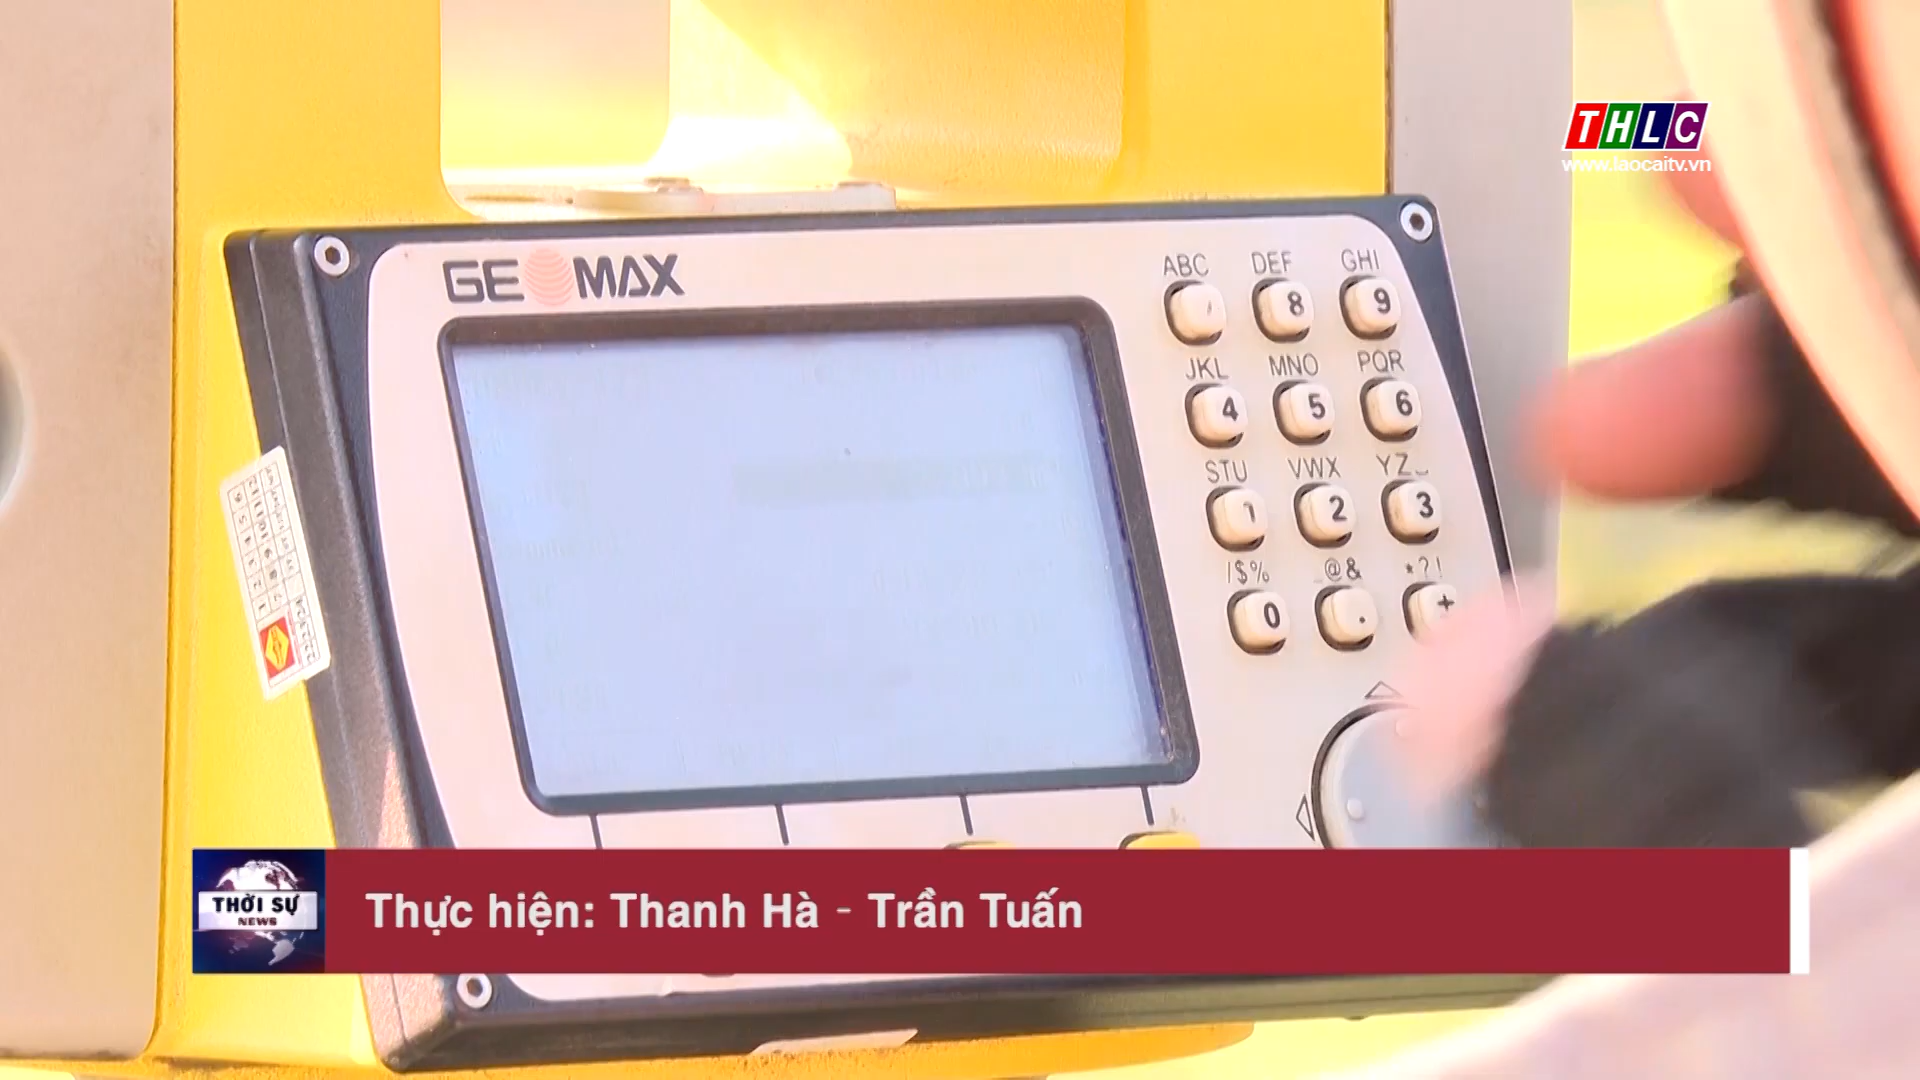 THLC
www.laocaitv.vn
GEOMAX
ABC DEF GHI
8 9
JKL MNO PQR
4 5 6
STU VWX YZ
1 2 3
/$% _@& *?!
0 . +
THỜI SỰ
NEWS
Thực hiện: Thanh Hà - Trần Tuấn